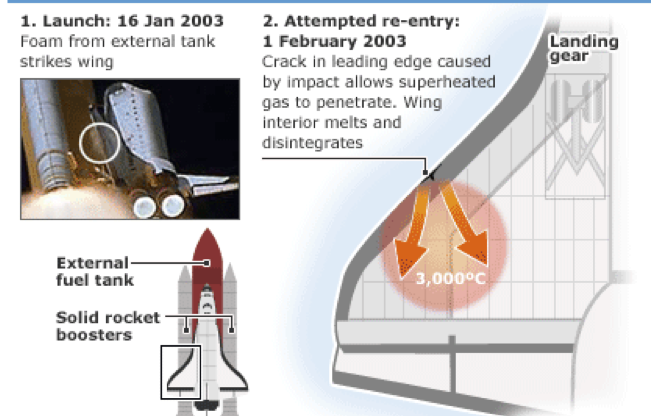 1. Launch: 16 Jan 2003
Foam from external tank
strikes wing
2. Attempted re-entry:
1 February 2003
Crack in leading edge caused
by impact allows superheated
gas to penetrate. Wing
interior melts and
disintegrates
Landing
gear
3,000ºC
External
fuel tank
Solid rocket
boosters